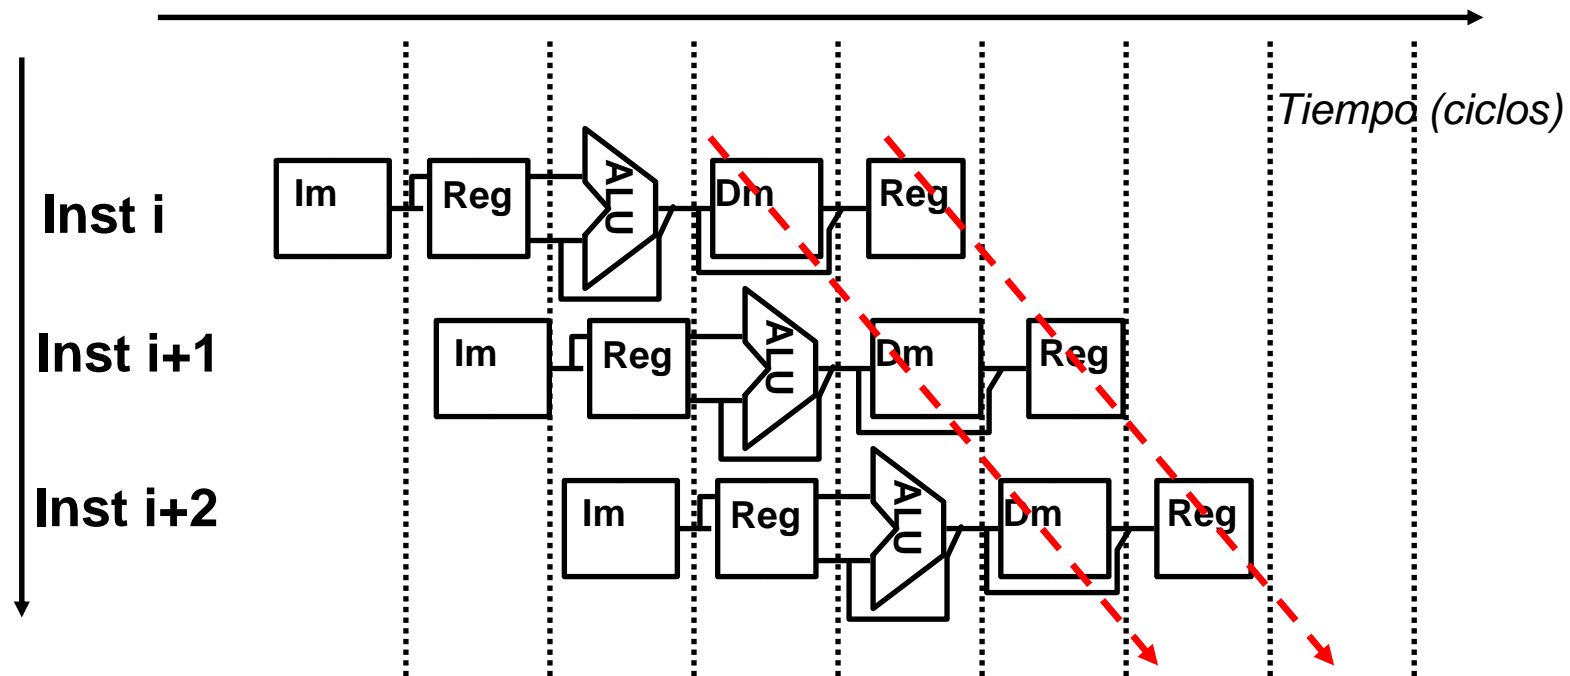 Tiempo (ciclos)
Inst i
Im
Reg
ALU
Dm
Reg
Inst i+1
Im
Reg
ALU
Dm
Reg
Inst i+2
Im
Reg
ALU
Dm
Reg